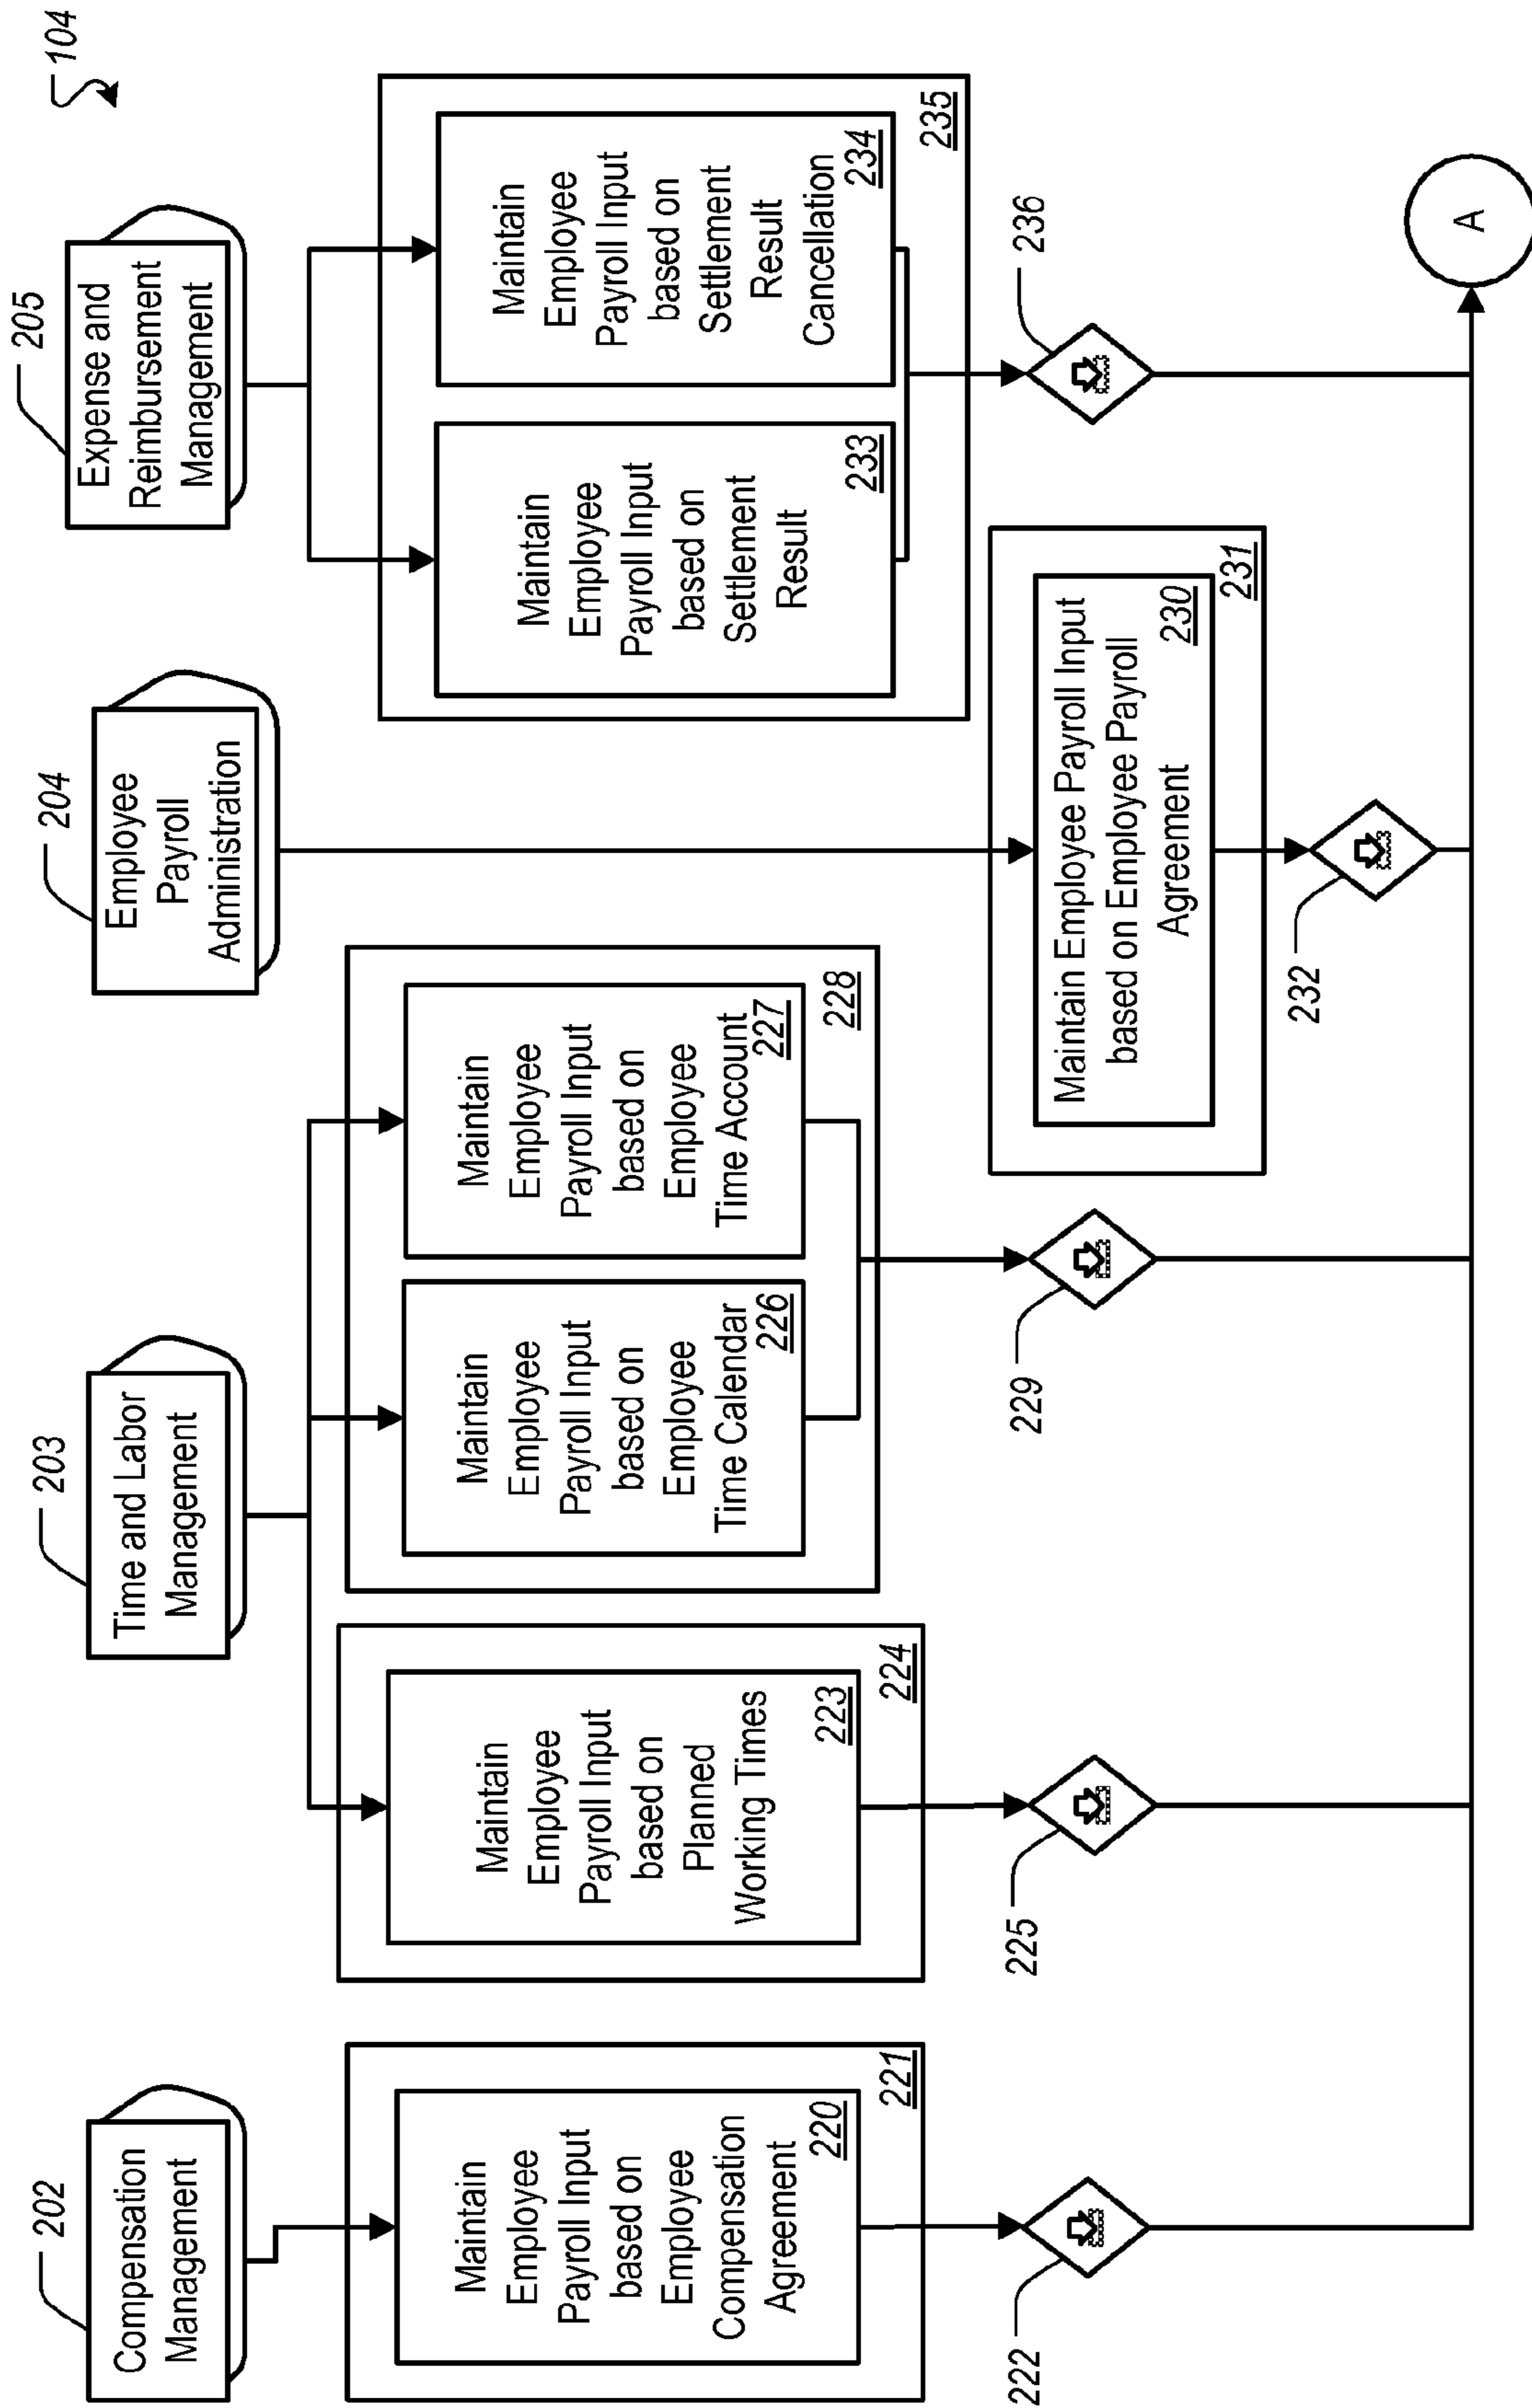 104
202
Compensation
Management
203
Time and Labor
Management
204
Employee
Payroll
Administration
205
Expense and
Reimbursement
Management
Maintain
Employee
Payroll Input
based on
Employee
Compensation
Agreement
220
221
222
Maintain
Employee
Payroll Input
based on
Planned
Working Times
223
224
225
Maintain
Employee
Payroll Input
based on
Employee
Time Calendar
226
Maintain
Employee
Payroll Input
based on
Employee
Time Account
227
228
229
Maintain Employee Payroll Input
based on Employee Payroll
Agreement
230
231
232
Maintain
Employee
Payroll Input
based on
Settlement
Result
233
Maintain
Employee
Payroll Input
based on
Settlement
Result
Cancellation
234
235
236
A